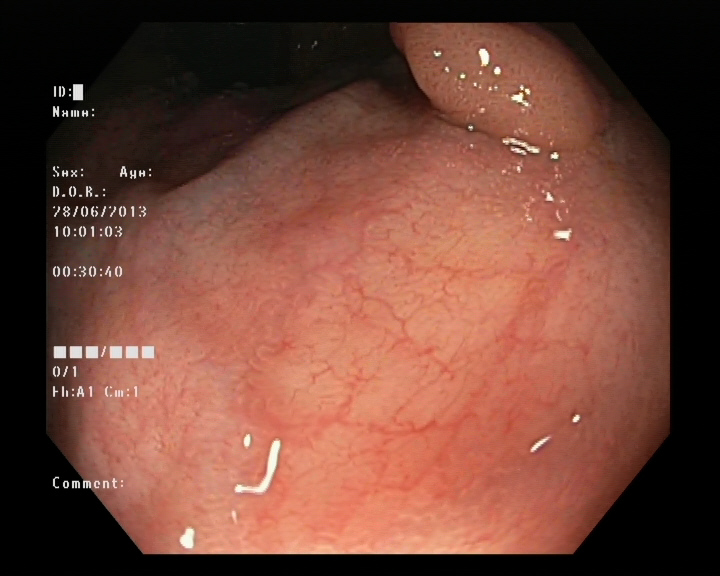 ID:
Name:
Sex: Age:
D.O.B.:
28/06/2013
10:01:03
00:30:40
■■■/■■■
0/1
Eh:A1 Cm:1
Comment: